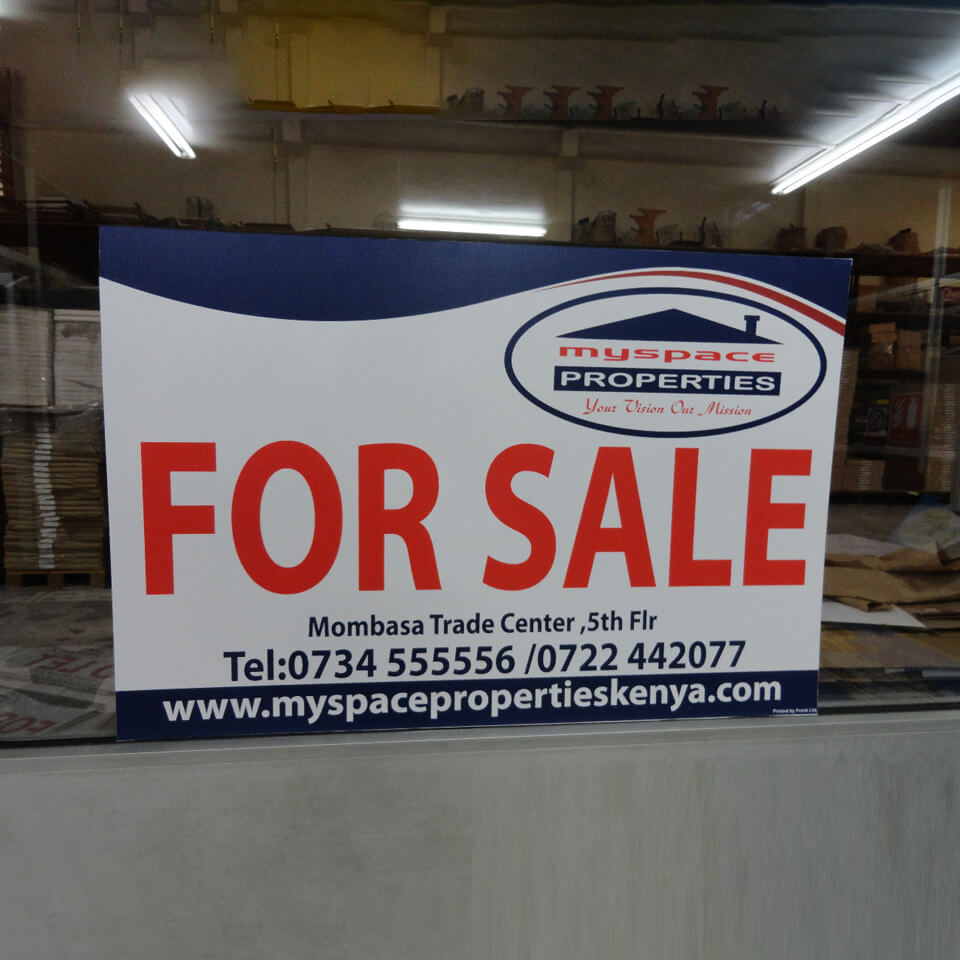 myspace
PROPERTIES
Your Vision Our Mission
FOR SALE
Mombasa Trade Center ,5th Flr
Tel:0734 555556 /0722 442077
www.myspacepropertieskenya.com